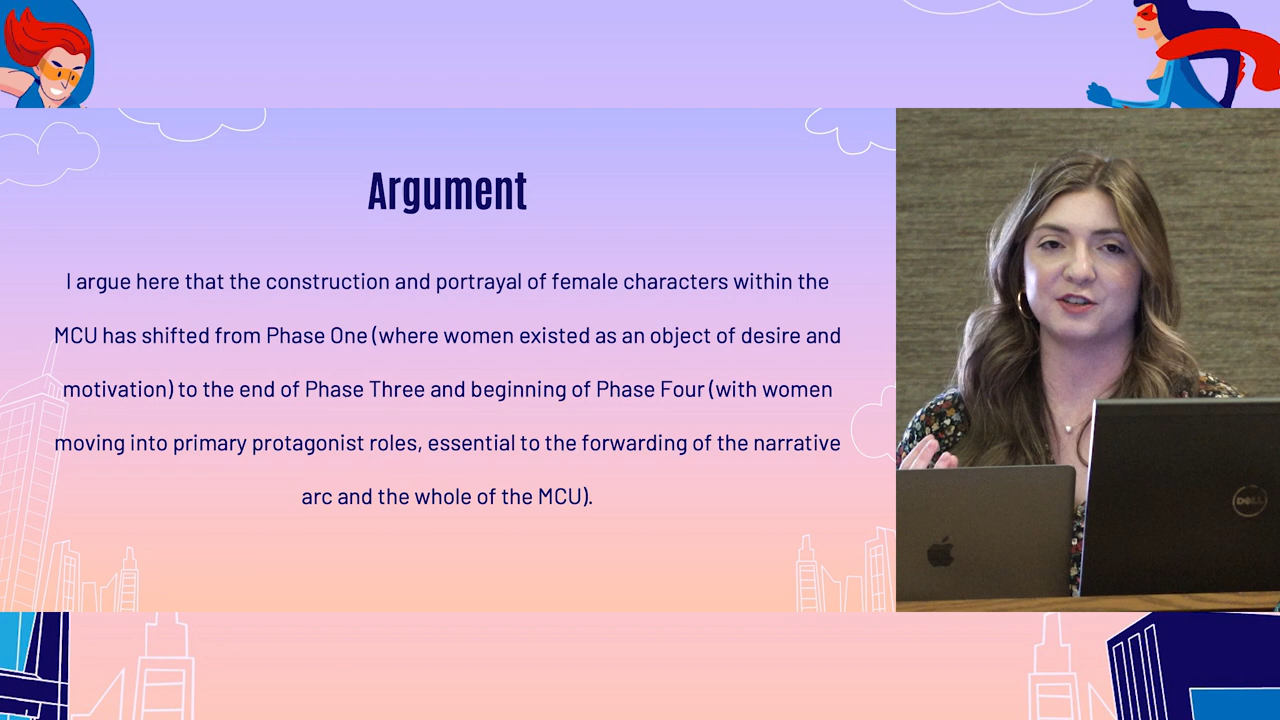 Argument
I argue here that the construction and portrayal of female characters within the
MCU has shifted from Phase One (where women existed as an object of desire and
motivation) to the end of Phase Three and beginning of Phase Four (with women
moving into primary protagonist roles, essential to the forwarding of the narrative
arc and the whole of the MCU).
DELL